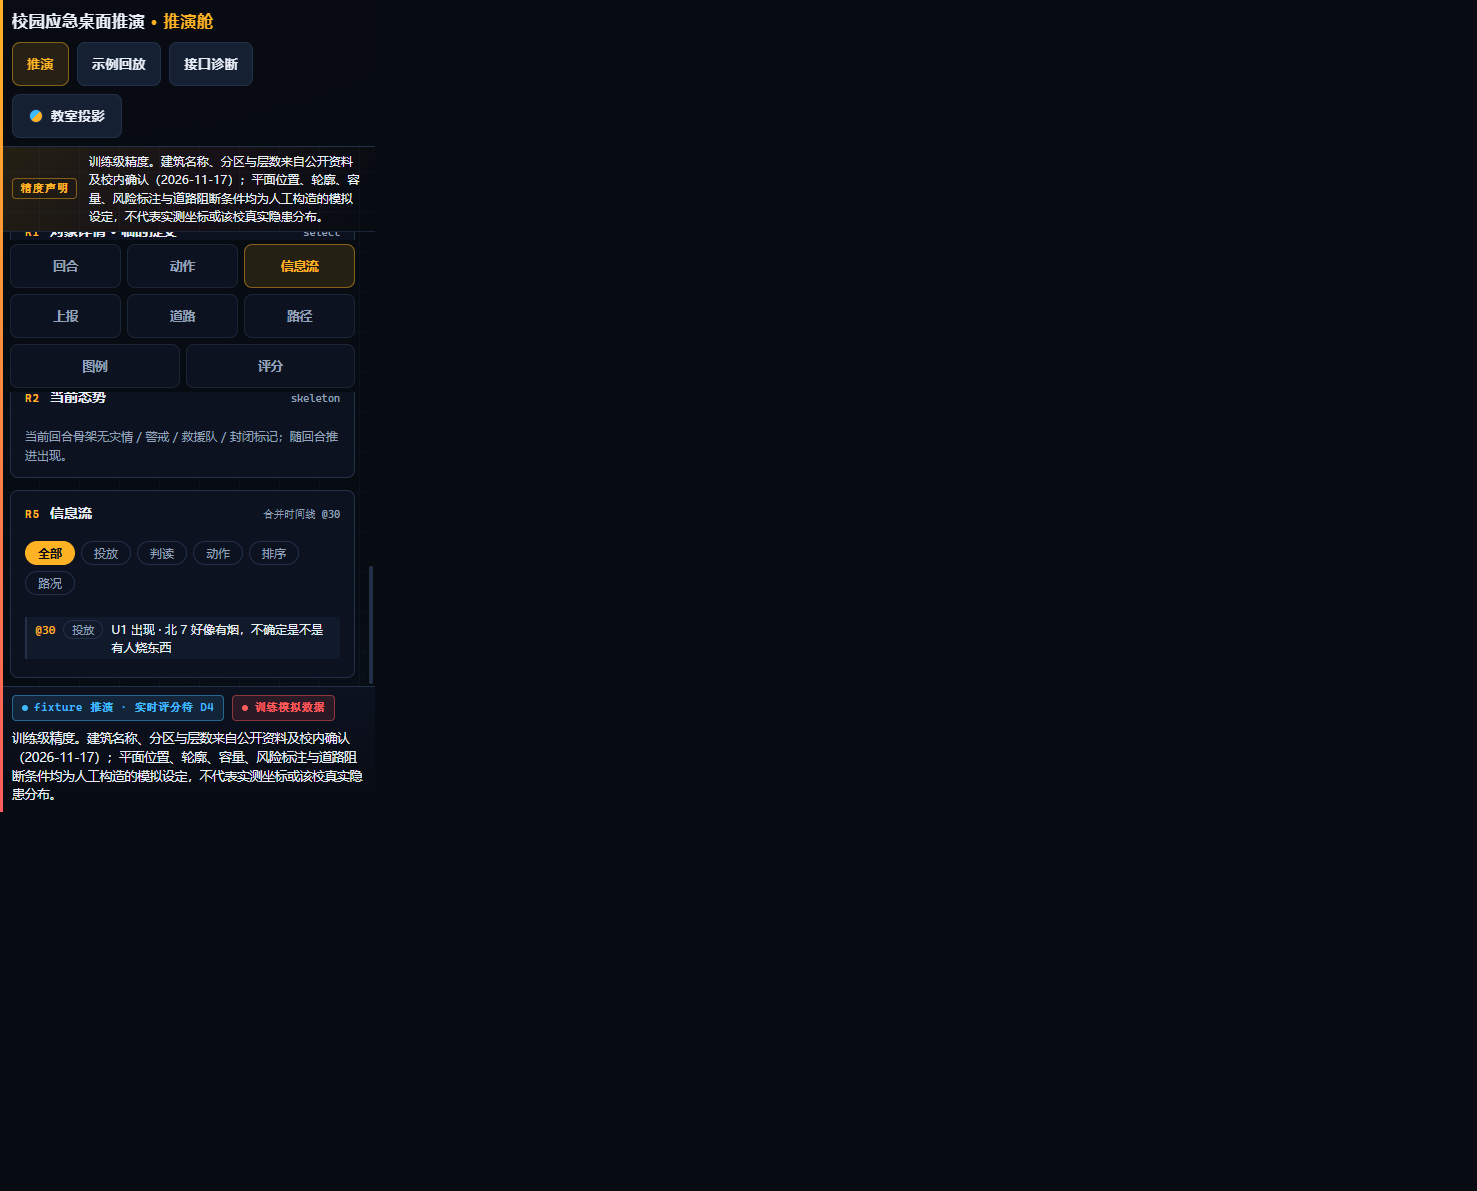 校园应急桌面推演 • 推演舱
推演
示例回放
接口诊断
教室投影
精度声明
训练级精度。建筑名称、分区与层数来自公开资料
及校内确认（2026-11-17）；平面位置、轮廓、容
量、风险标注与道路阻断条件均为人工构造的模拟
设定，不代表实测坐标或该校真实隐患分布。
回合
动作
信息流
上报
道路
路径
图例
评分
R2 当前态势 skeleton
当前回合骨架无灾情 / 警戒 / 救援队 / 封闭标记；随回合推
进出现。
R5 信息流 合并时间线 @30
全部
投放
判读
动作
排序
路况
@30 投放 U1 出现 · 北 7 好像有烟，不确定是不是
有人烧东西
fixture 推演 · 实时评分待 D4
训练模拟数据
训练级精度。建筑名称、分区与层数来自公开资料及校内确认
（2026-11-17）；平面位置、轮廓、容量、风险标注与道路阻
断条件均为人工构造的模拟设定，不代表实测坐标或该校真实隐
患分布。